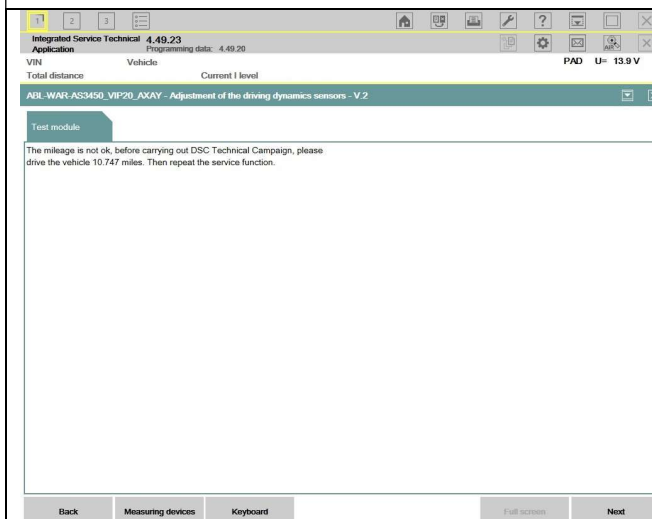 1 2 3
?
Integrated Service Technical 4.49.23
Application Programming data: 4.49.20
AIR
VIN Vehicle PAD U= 13.9 V
Total distance Current I level
ABL-WAR-AS3450_VIP20_AXAY - Adjustment of the driving dynamics sensors - V.2
Test module
The mileage is not ok, before carrying out DSC Technical Campaign, please
drive the vehicle 10.747 miles. Then repeat the service function.
Back Measuring devices Keyboard Full screen Next